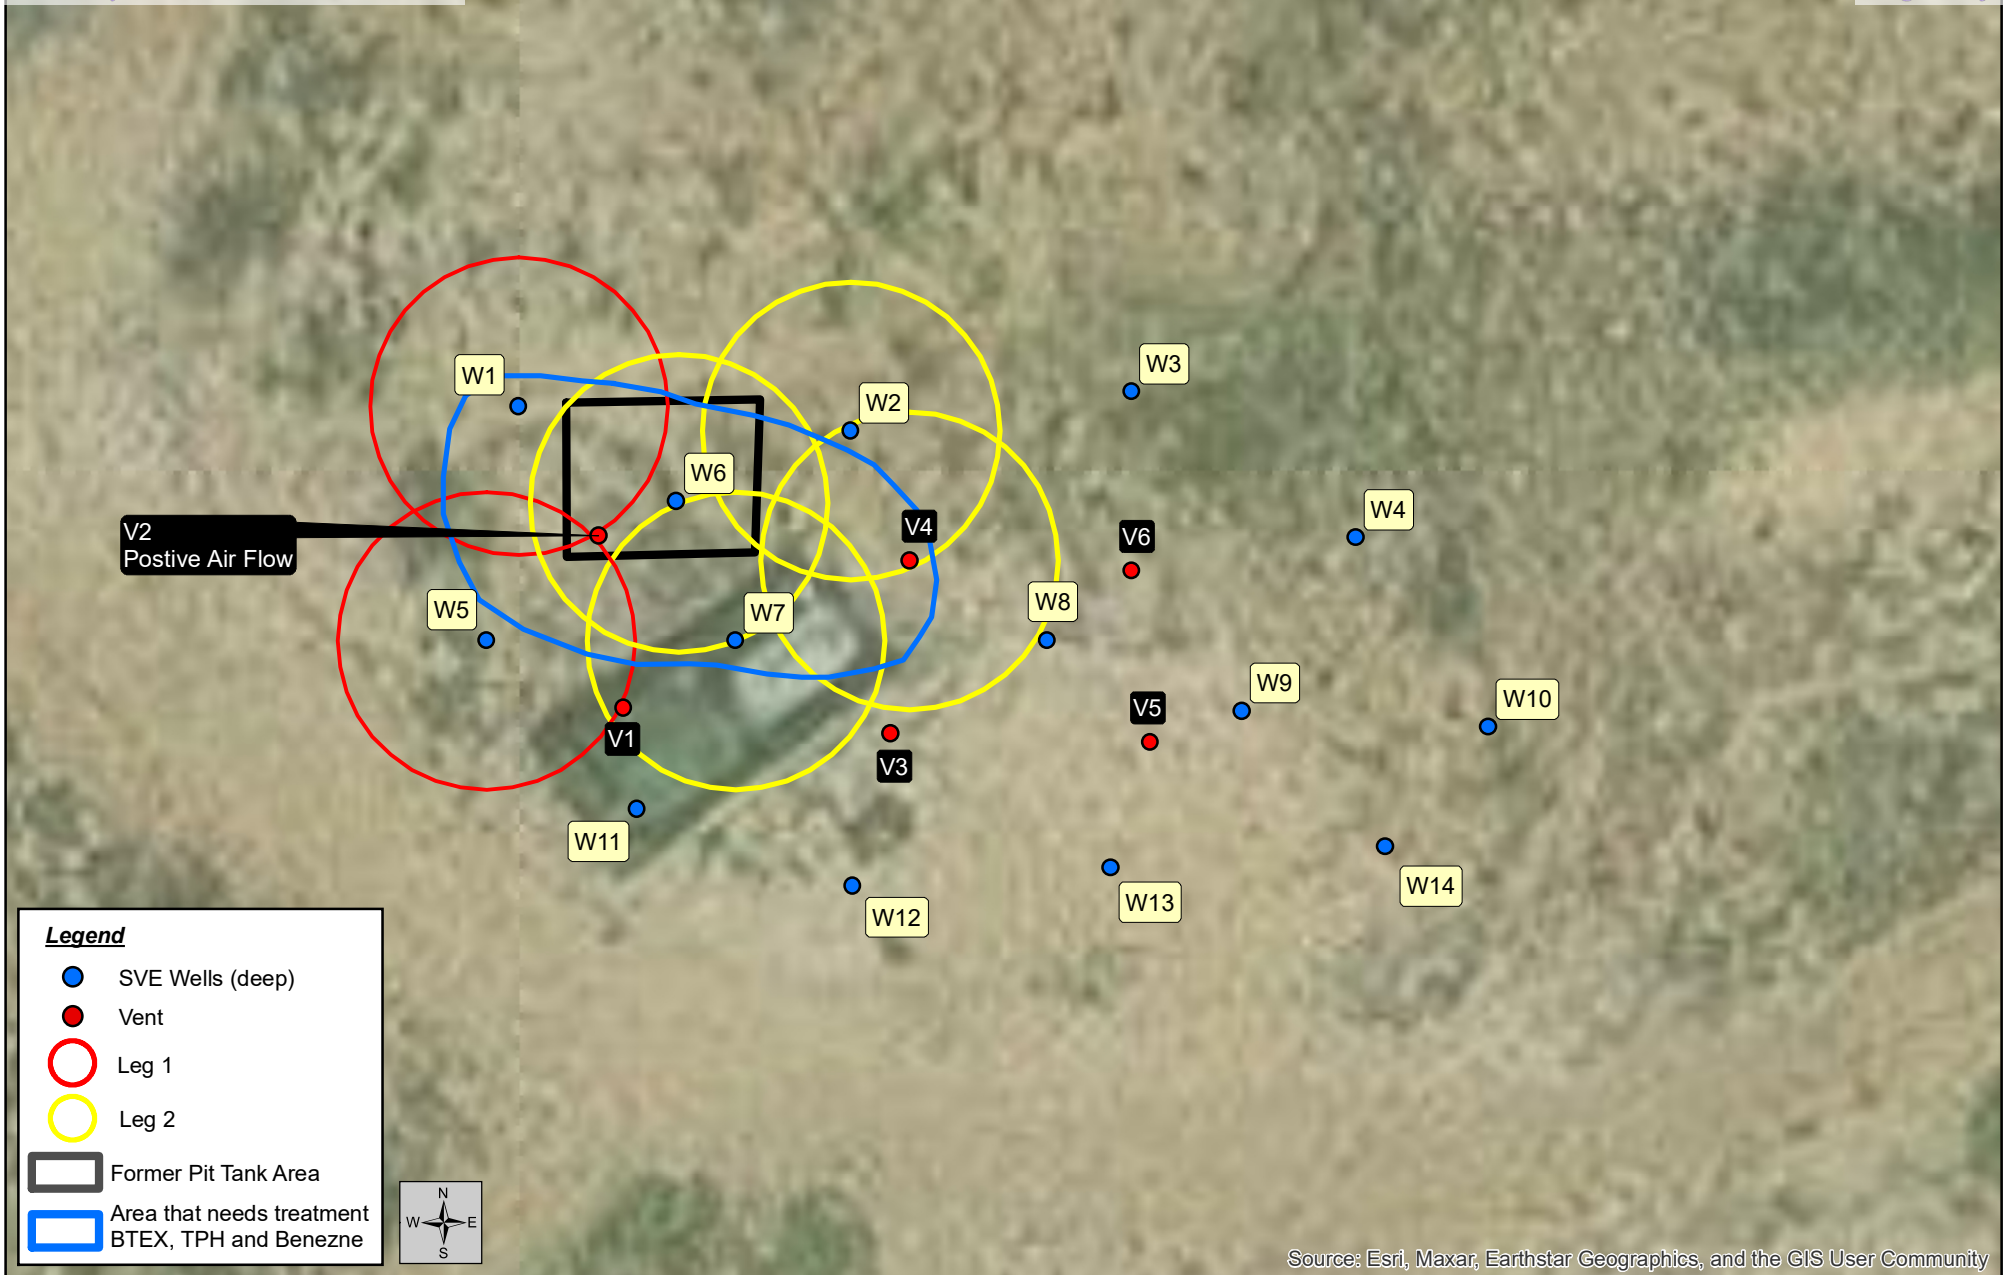 W3
W1
W2
W6
W4
V4
V6
V2
Postive Air Flow
W8
W5
W7
W9
W10
V5
V1
V3
W11
W14
W13
W12
Legend
SVE Wells (deep)
Vent
Leg 1
Leg 2
Former Pit Tank Area
Area that needs treatment
BTEX, TPH and Benezne
N
W E
S
Source: Esri, Maxar, Earthstar Geographics, and the GIS User Community